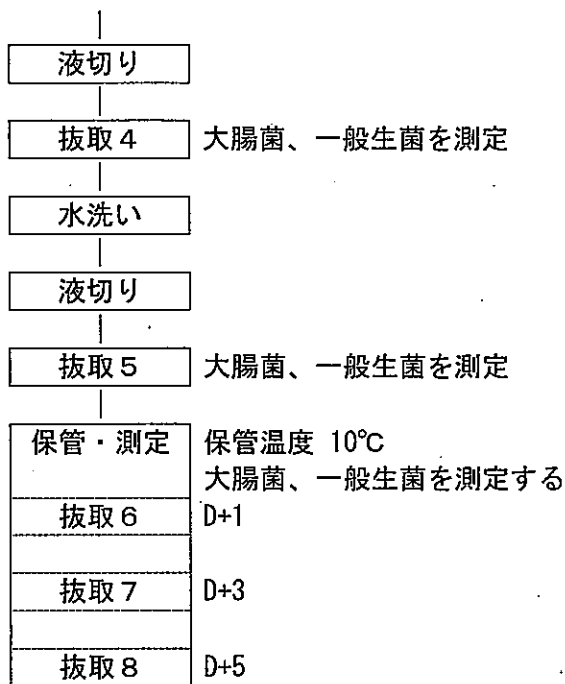 液切り
抜取4 大腸菌、一般生菌を測定
水洗い
液切り
抜取5 大腸菌、一般生菌を測定
保管・測定 保管温度 10℃
大腸菌、一般生菌を測定する
抜取6 D+1
抜取7 D+3
抜取8 D+5